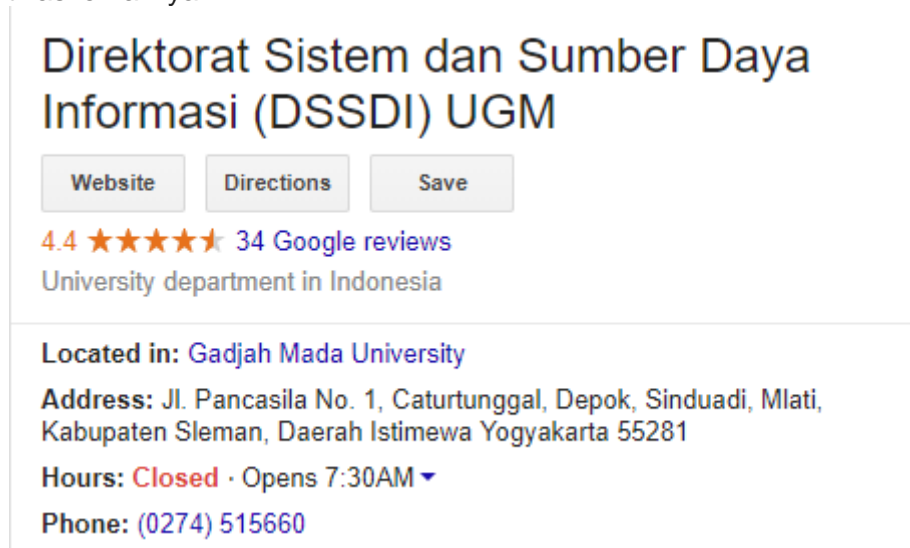 Direktorat Sistem dan Sumber Daya
Informasi (DSSDI) UGM
Website Directions Save
4.4 ★★★★★ 34 Google reviews
University department in Indonesia
Located in: Gadjah Mada University
Address: Jl. Pancasila No. 1, Caturtunggal, Depok, Sinduadi, Mlati,
Kabupaten Sleman, Daerah Istimewa Yogyakarta 55281
Hours: Closed · Opens 7:30AM
Phone: (0274) 515660